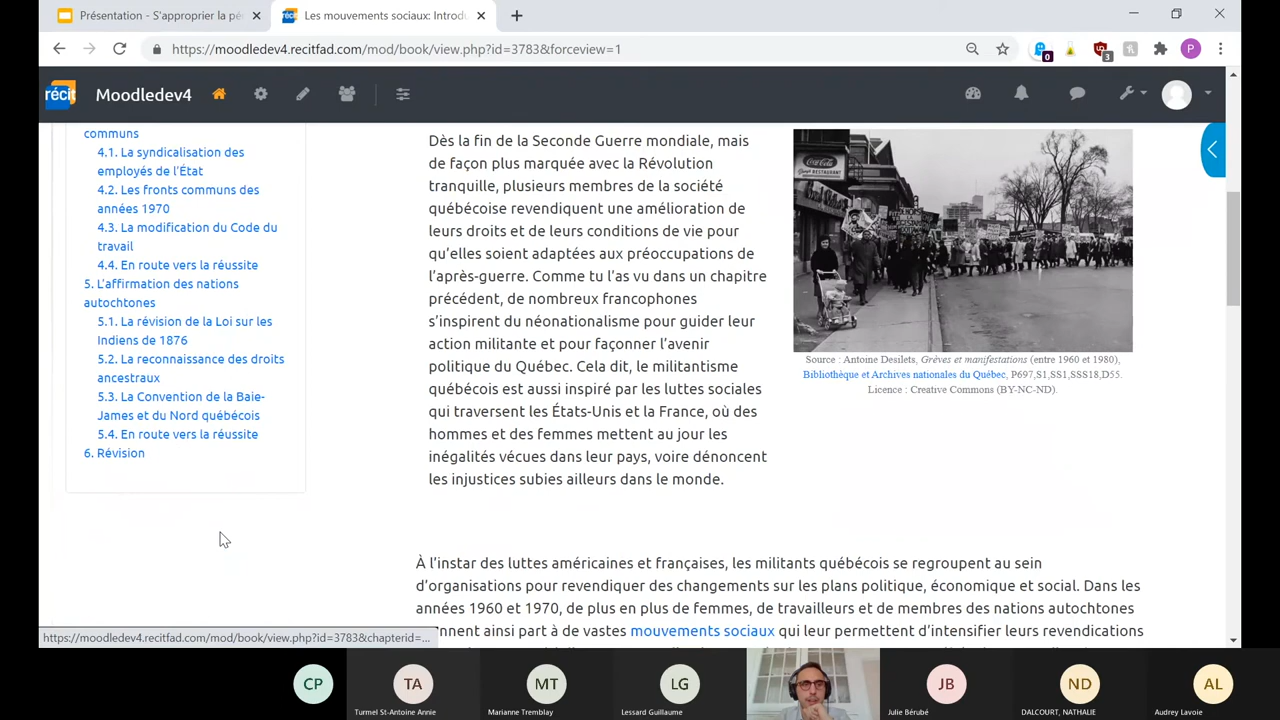 Présentation - S'approprier la pé
Les mouvements sociaux: Introdu
https://moodledev4.recitfad.com/mod/book/view.php?id=3783&forceview=1
0
3
P
récit
Moodledev4
communs
4.1. La syndicalisation des
employés de l'État
4.2. Les fronts communs des
années 1970
4.3. La modification du Code du
travail
4.4. En route vers la réussite
5. L'affirmation des nations
autochtones
5.1. La révision de la Loi sur les
Indiens de 1876
5.2. La reconnaissance des droits
ancestraux
5.3. La Convention de la Baie-
James et du Nord québécois
5.4. En route vers la réussite
6. Révision
Dès la fin de la Seconde Guerre mondiale, mais
de façon plus marquée avec la Révolution
tranquille, plusieurs membres de la société
québécoise revendiquent une amélioration de
leurs droits et de leurs conditions de vie pour
qu'elles soient adaptées aux préoccupations de
l'après-guerre. Comme tu l'as vu dans un chapitre
précédent, de nombreux francophones
s'inspirent du néonationalisme pour guider leur
action militante et pour façonner l'avenir
politique du Québec. Cela dit, le militantisme
québécois est aussi inspiré par les luttes sociales
qui traversent les États-Unis et la France, où des
hommes et des femmes mettent au jour les
inégalités vécues dans leur pays, voire dénoncent
les injustices subies ailleurs dans le monde.
Coca-Cola
RESTAURANT
Source : Antoine Desilets, Grèves et manifestations (entre 1960 et 1980),
Bibliothèque et Archives nationales du Québec, P697,S1,SS1,SSS18,D55.
Licence : Creative Commons (BY-NC-ND).
À l'instar des luttes américaines et françaises, les militants québécois se regroupent au sein
d'organisations pour revendiquer des changements sur les plans politique, économique et social. Dans les
années 1960 et 1970, de plus en plus de femmes, de travailleurs et de membres des nations autochtones
nnent ainsi part à de vastes mouvements sociaux qui leur permettent d'intensifier leurs revendications
https://moodledev4.recitfad.com/mod/book/view.php?id=3783&chapterid=...
CP
TA
MT
LG
JB
ND
AL
Turmel St-Antoine Annie
Marianne Tremblay
Lessard Guillaume
Julie Bérubé
DALCOURT, NATHALIE
Audrey Lavoie